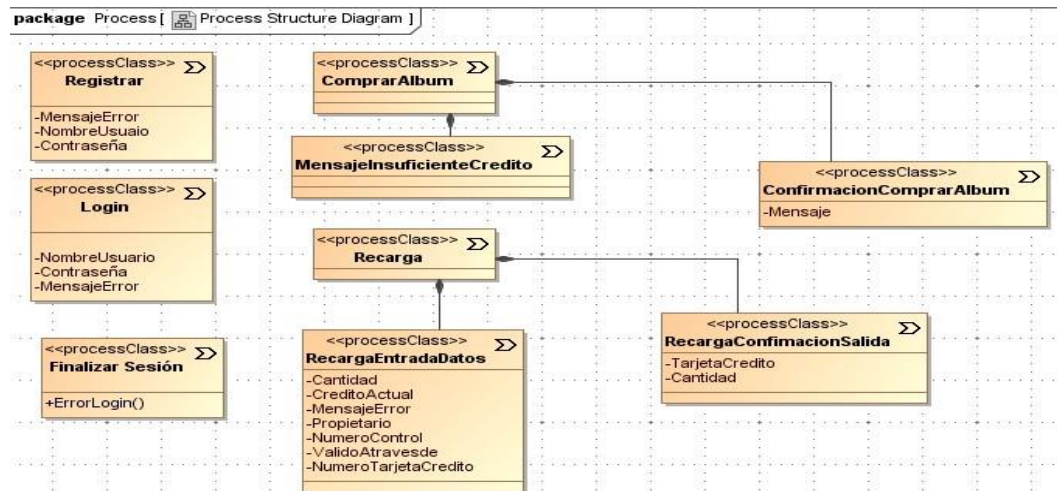 package Process [ Process Structure Diagram ]
<<processClass>>
Registrar
-MensajeError
-NombreUsuaio
-Contraseña
<<processClass>>
ComprarAlbum
<<processClass>>
MensajeInsuficienteCredito
<<processClass>>
ConfirmacionComprarAlbum
-Mensaje
<<processClass>>
Login
-NombreUsuario
-Contraseña
-MensajeError
<<processClass>>
Recarga
<<processClass>>
RecargaConfimacionSalida
-TarjetaCredito
-Cantidad
<<processClass>>
Finalizar Sesión
+ErrorLogin()
<<processClass>>
RecargaEntradaDatos
-Cantidad
-CreditoActual
-MensajeError
-Propietario
-NumeroControl
-ValidoAtravesde
-NumeroTarjetaCredito